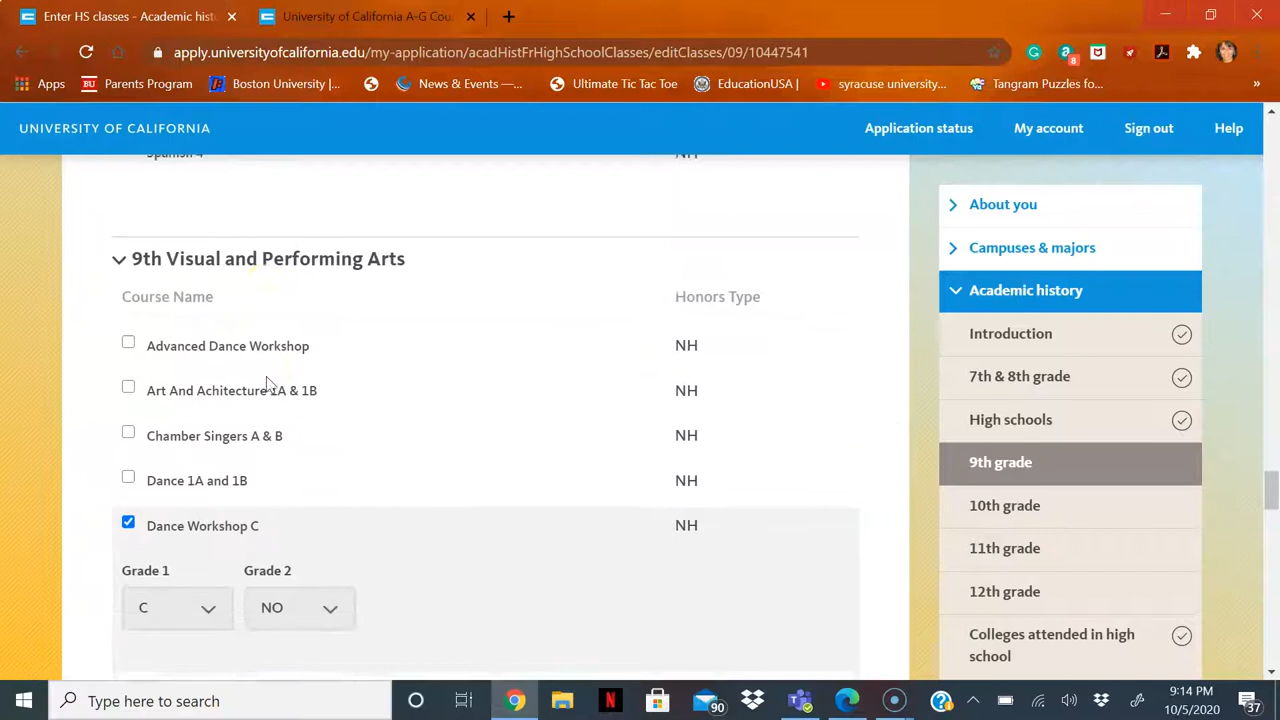 Enter HS classes - Academic hist
University of California A-G Cou
apply.universityofcalifornia.edu/my-application/acadHistFrHighSchoolClasses/editClasses/09/10447541
8
Apps
BU Parents Program
Boston University |...
News & Events —...
Ultimate Tic Tac Toe
EducationUSA |
syracuse university...
Tangram Puzzles fo...
»
UNIVERSITY OF CALIFORNIA
Application status
My account
Sign out
Help
Spanish 4 NH
9th Visual and Performing Arts
Course Name Honors Type
Advanced Dance Workshop NH
Art And Achitecture 1A & 1B NH
Chamber Singers A & B NH
Dance 1A and 1B NH
Dance Workshop C NH
Grade 1 Grade 2
C NO
About you
Campuses & majors
Academic history
Introduction
7th & 8th grade
High schools
9th grade
10th grade
11th grade
12th grade
Colleges attended in high
school
Type here to search
90
9:14 PM
10/5/2020
37